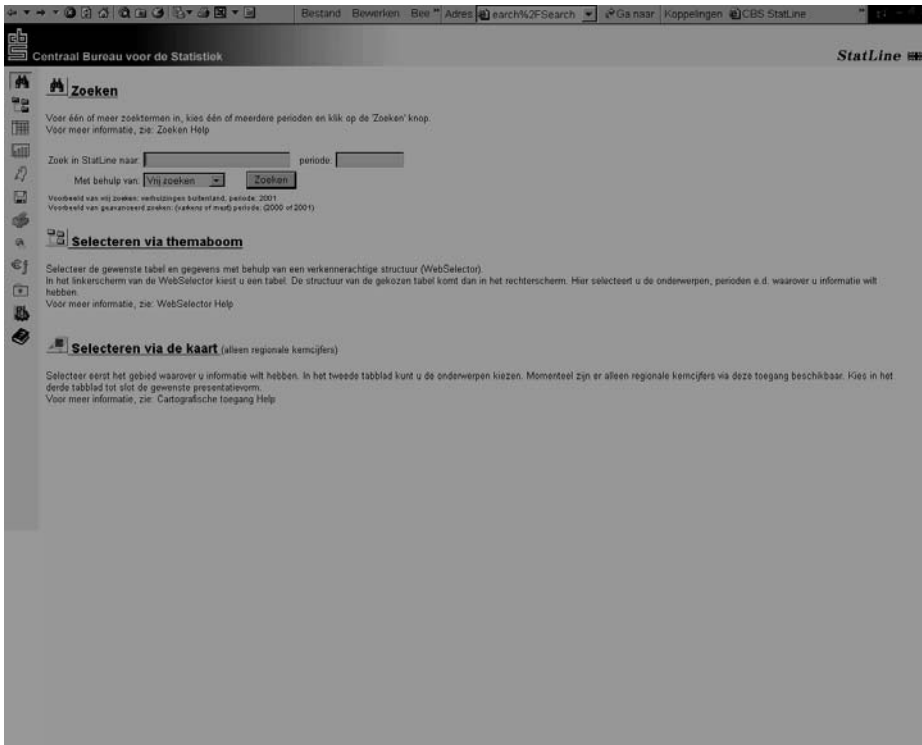 Bestand Bewerken Bee » Adres earch%2FSearch Ga naar Koppelingen CBS StatLine »
cbs
Centraal Bureau voor de Statistiek StatLine
Zoeken
Voer één of meer zoektermen in, kies één of meerdere perioden en klik op de 'Zoeken' knop.
Voor meer informatie, zie: Zoeken Help
Zoek in StatLine naar: periode:
Met behulp van: Vrij zoeken Zoeken
Voorbeeld van vrij zoeken: verhuizingen buitenland, periode: 2001
Voorbeeld van geavanceerd zoeken: (varkens of mest) periode: (2000 of 2001)
Selecteren via themaboom
Selecteer de gewenste tabel en gegevens met behulp van een verkennerachtige structuur (WebSelector).
In het linkerscherm van de WebSelector kiest u een tabel. De structuur van de gekozen tabel komt dan in het rechterscherm. Hier selecteert u de onderwerpen, perioden e.d. waarover u informatie wilt
hebben.
Voor meer informatie, zie: WebSelector Help
€ƒ
Selecteren via de kaart (alleen regionale kerncijfers)
Selecteer eerst het gebied waarover u informatie wilt hebben. In het tweede tabblad kunt u de onderwerpen kiezen. Momenteel zijn er alleen regionale kerncijfers via deze toegang beschikbaar. Kies in het
derde tabblad tot slot de gewenste presentatievorm.
Voor meer informatie, zie: Cartografische toegang Help